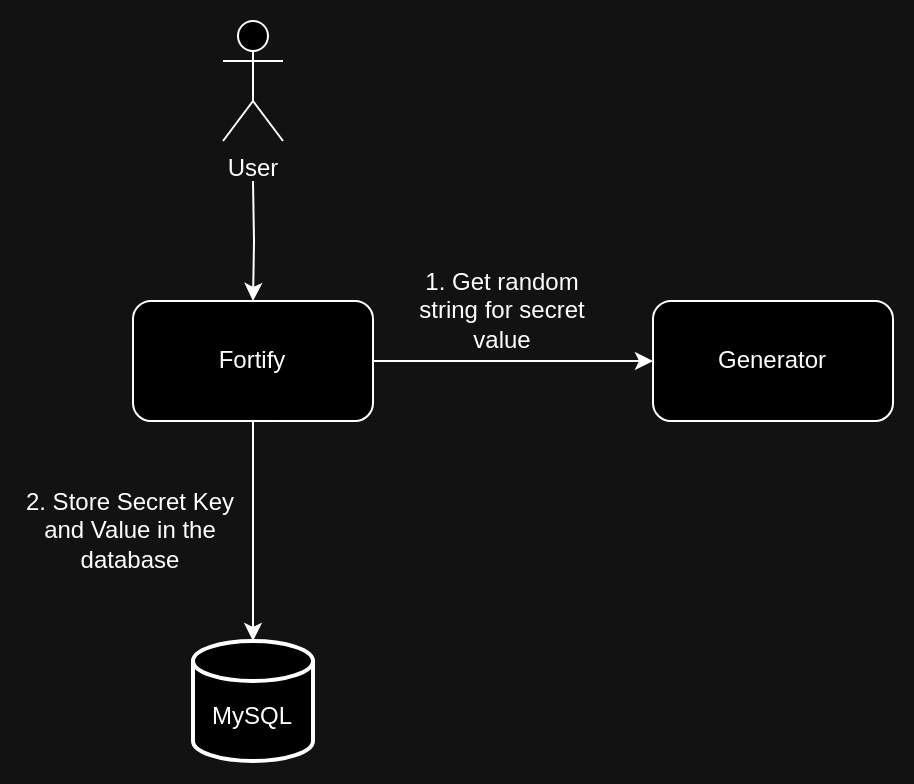 User
1. Get random
string for secret
value
Fortify
Generator
2. Store Secret Key
and Value in the
database
MySQL